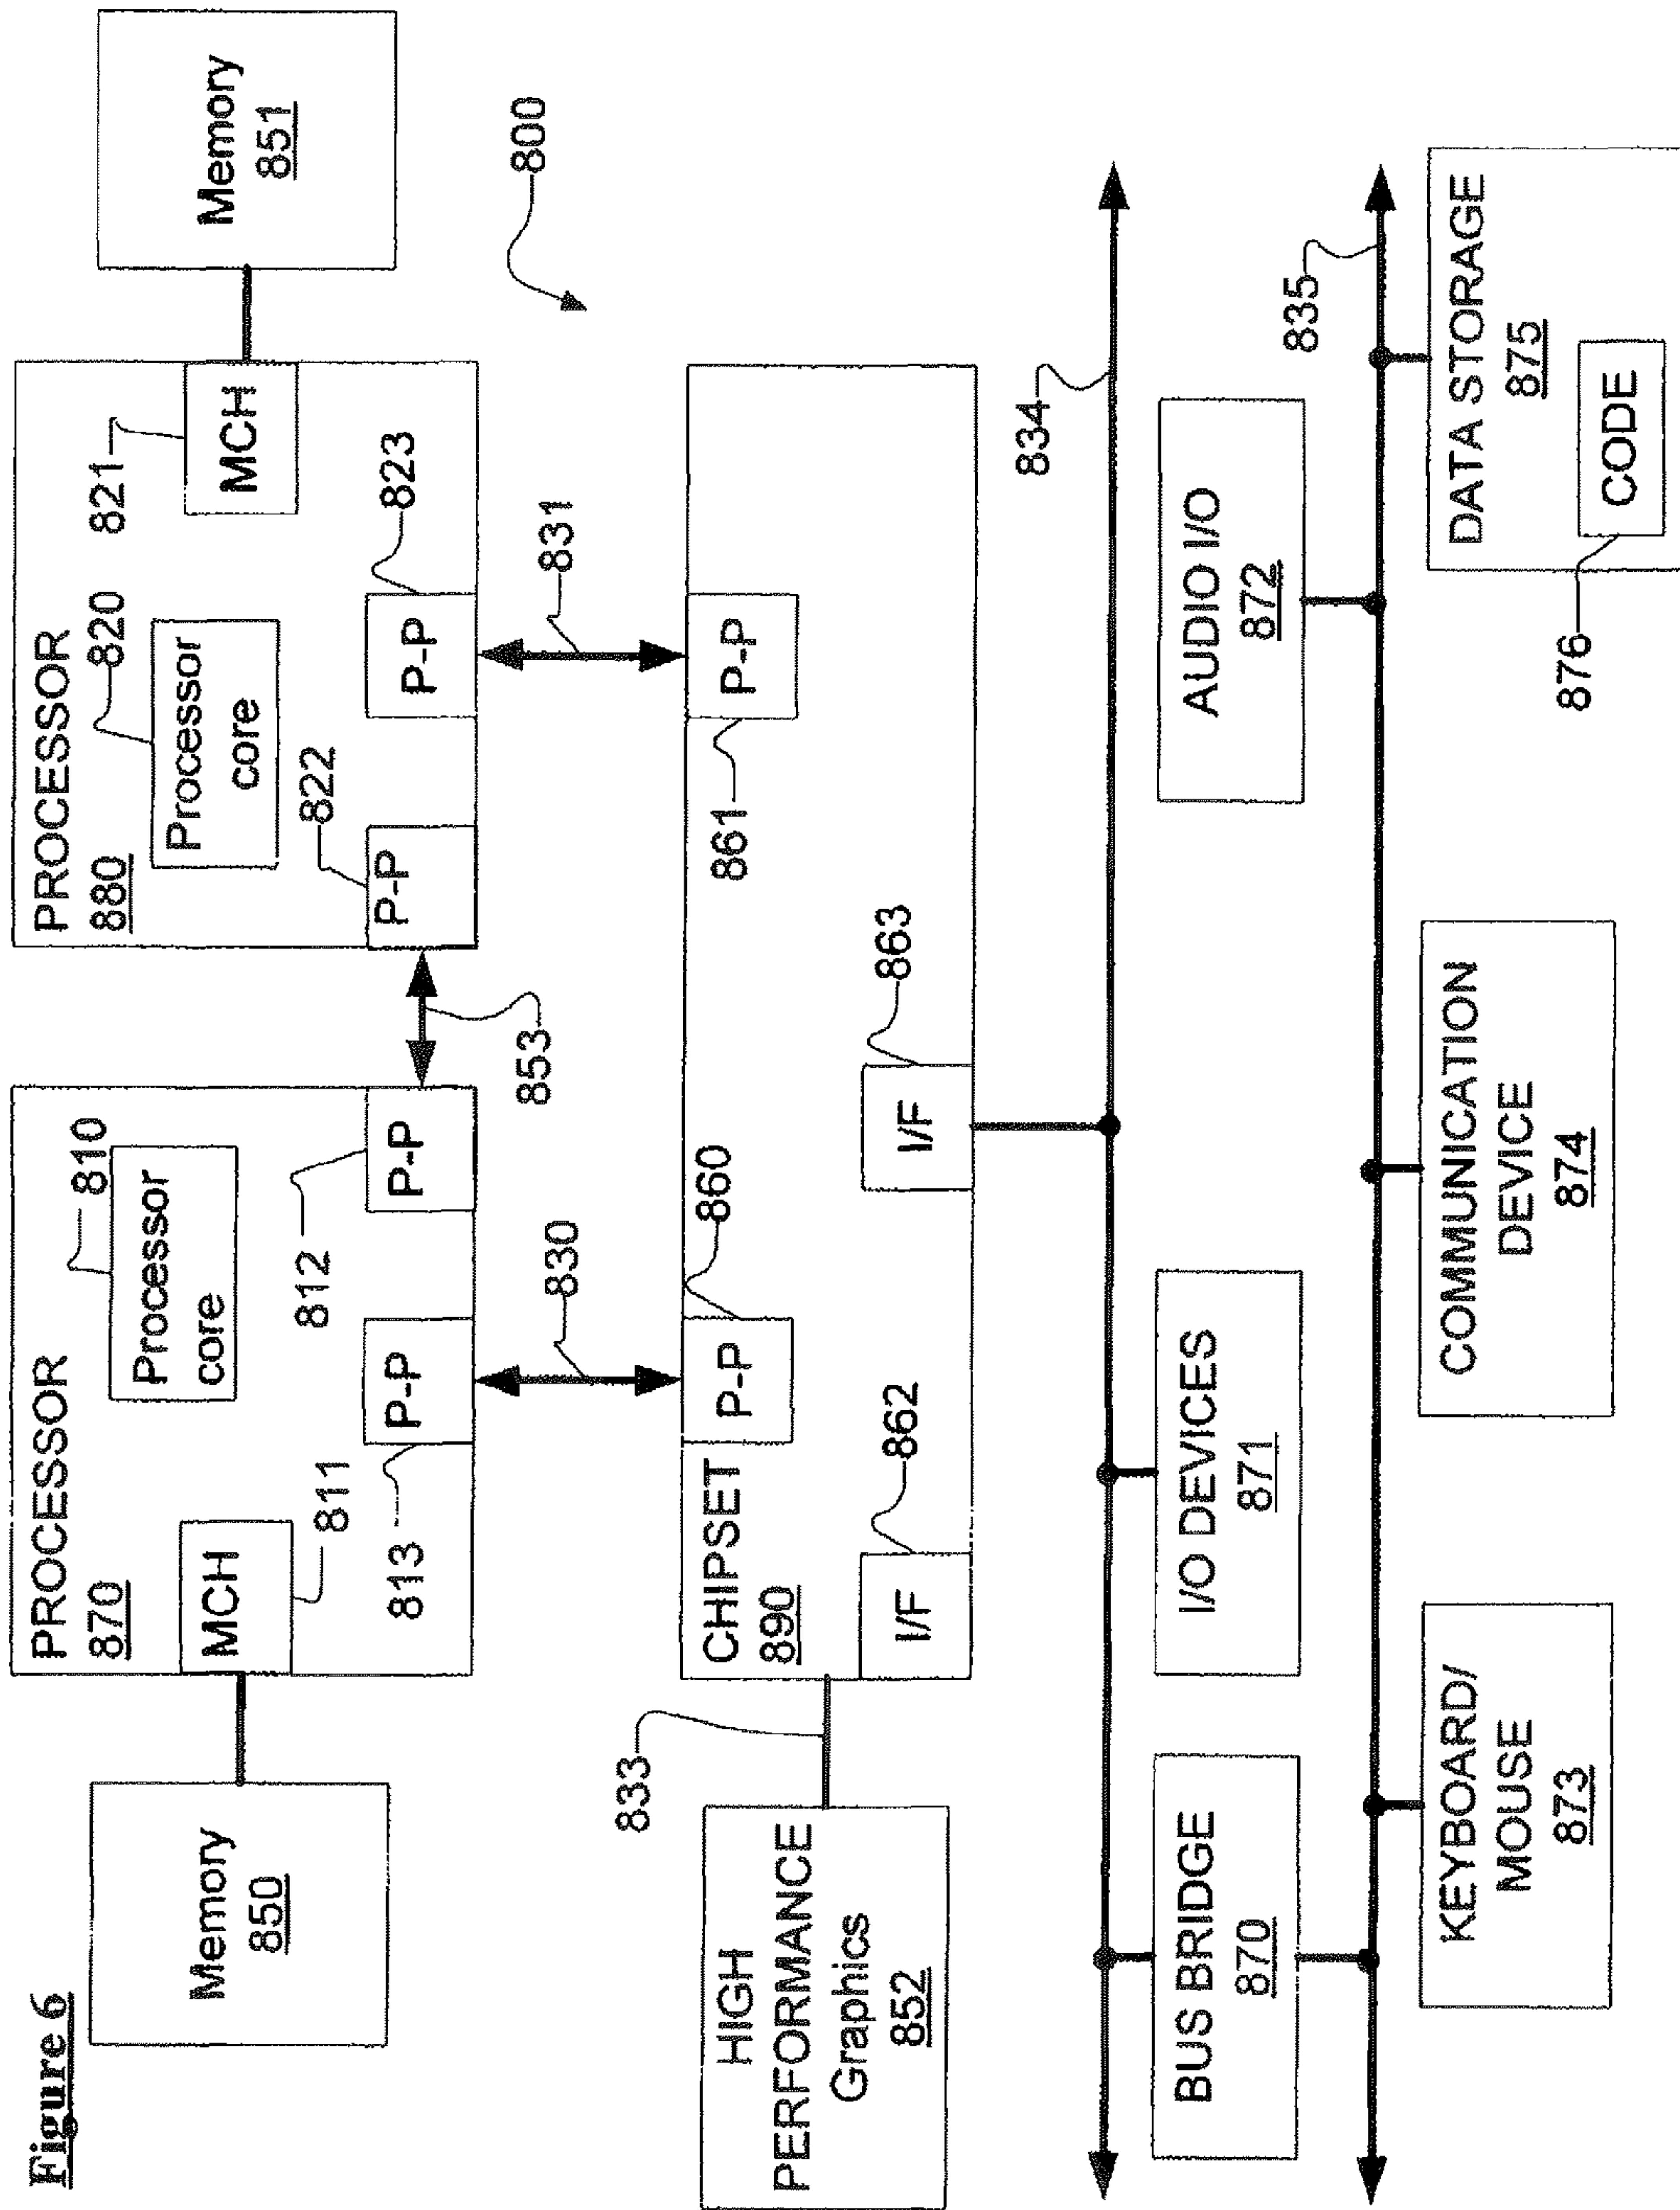 Figure 6
Memory
850
PROCESSOR
870
MCH
811
Processor
core
810
P-P
813
P-P
812
853
PROCESSOR
880
Processor
core
820
P-P
822
P-P
823
MCH
821
Memory
851
830
831
800
HIGH
PERFORMANCE
Graphics
852
833
CHIPSET
890
P-P
860
P-P
861
I/F
862
I/F
863
834
BUS BRIDGE
870
I/O DEVICES
871
AUDIO I/O
872
835
KEYBOARD/
MOUSE
873
COMMUNICATION
DEVICE
874
DATA STORAGE
875
CODE
876